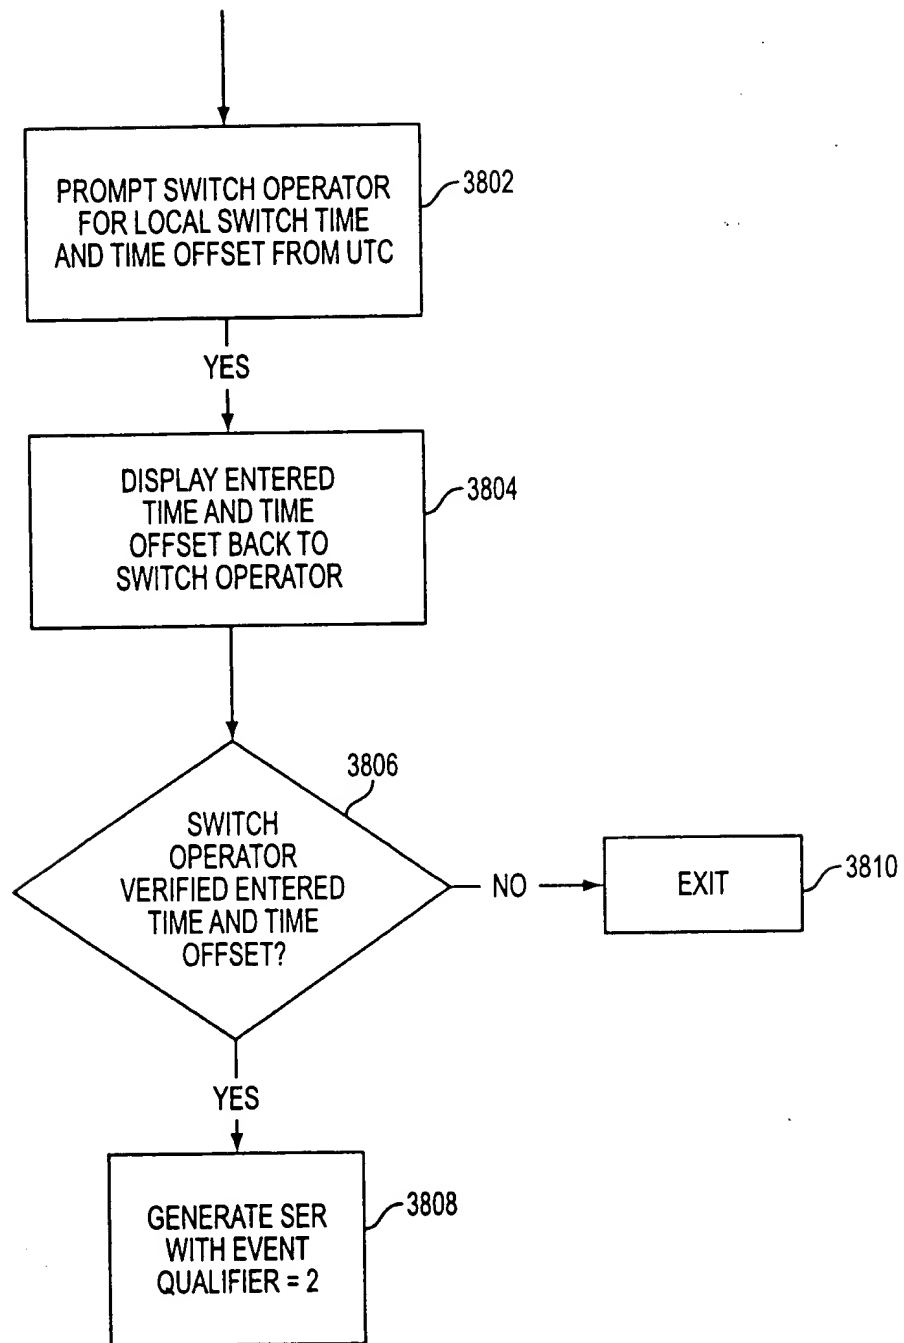 PROMPT SWITCH OPERATOR
FOR LOCAL SWITCH TIME
AND TIME OFFSET FROM UTC
3802
YES
DISPLAY ENTERED
TIME AND TIME
OFFSET BACK TO
SWITCH OPERATOR
3804
3806
SWITCH
OPERATOR
VERIFIED ENTERED
TIME AND TIME
OFFSET?
NO
EXIT
3810
YES
GENERATE SER
WITH EVENT
QUALIFIER = 2
3808